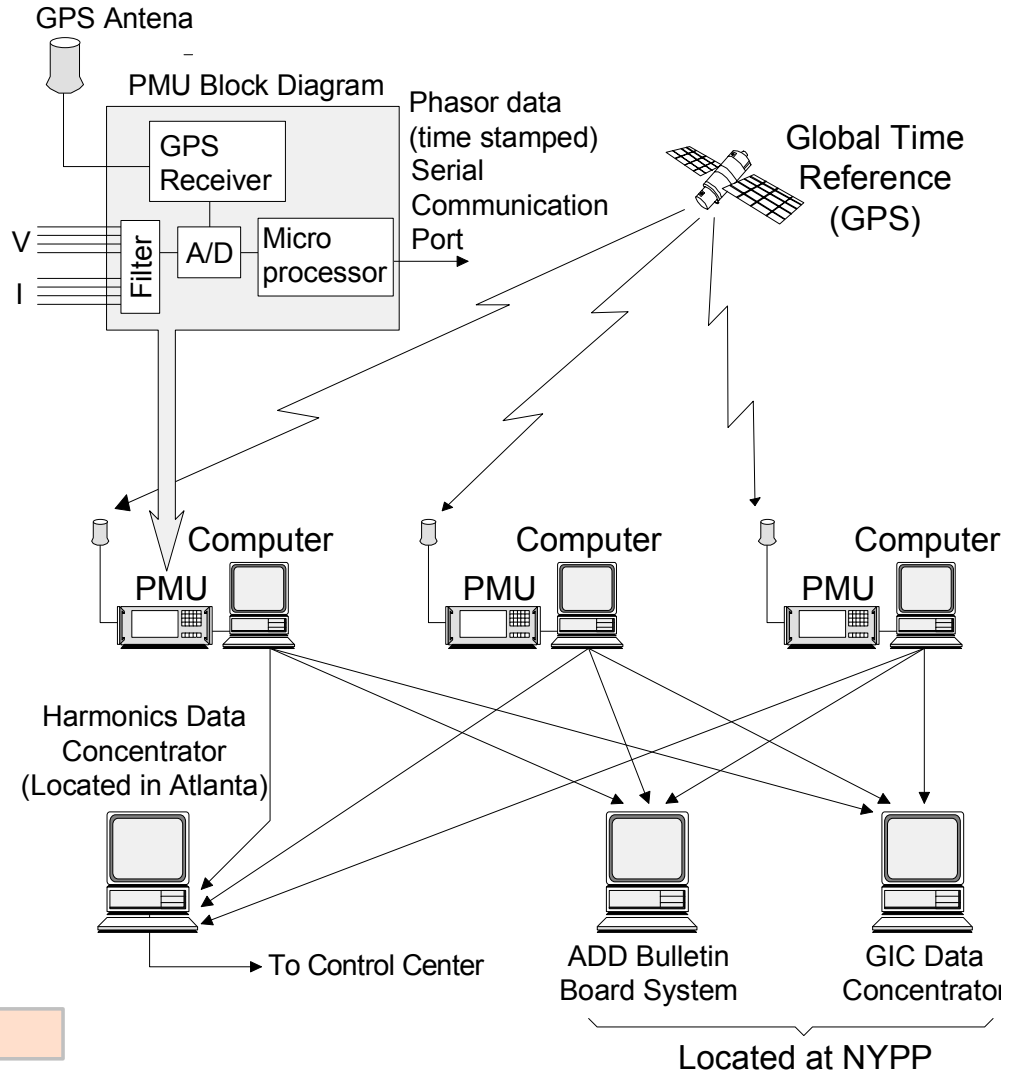 GPS Antena
PMU Block Diagram
GPS
Receiver
V
I
Filter
A/D
Micro
processor
Phasor data
(time stamped)
Serial
Communication
Port
Global Time
Reference
(GPS)
Computer
PMU
Computer
PMU
Computer
PMU
Harmonics Data
Concentrator
(Located in Atlanta)
To Control Center
ADD Bulletin
Board System
GIC Data
Concentrator
Located at NYPP